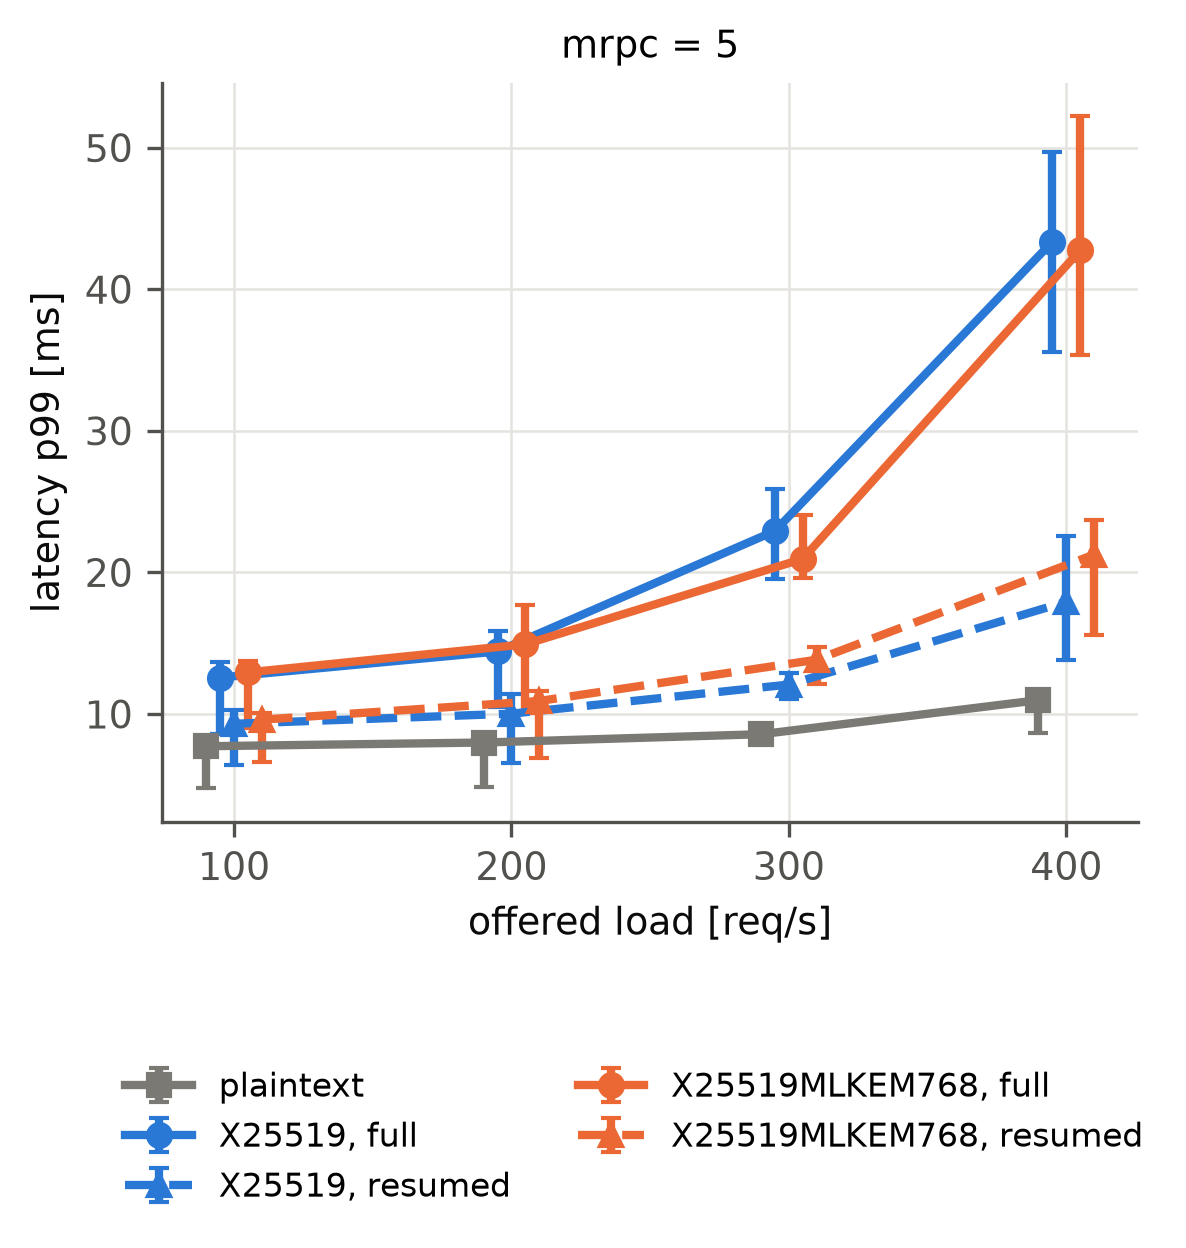 mrpc = 5
50
40
30
20
10
latency p99 [ms]
100 200 300 400
offered load [req/s]
plaintext
X25519, full
X25519, resumed
X25519MLKEM768, full
X25519MLKEM768, resumed